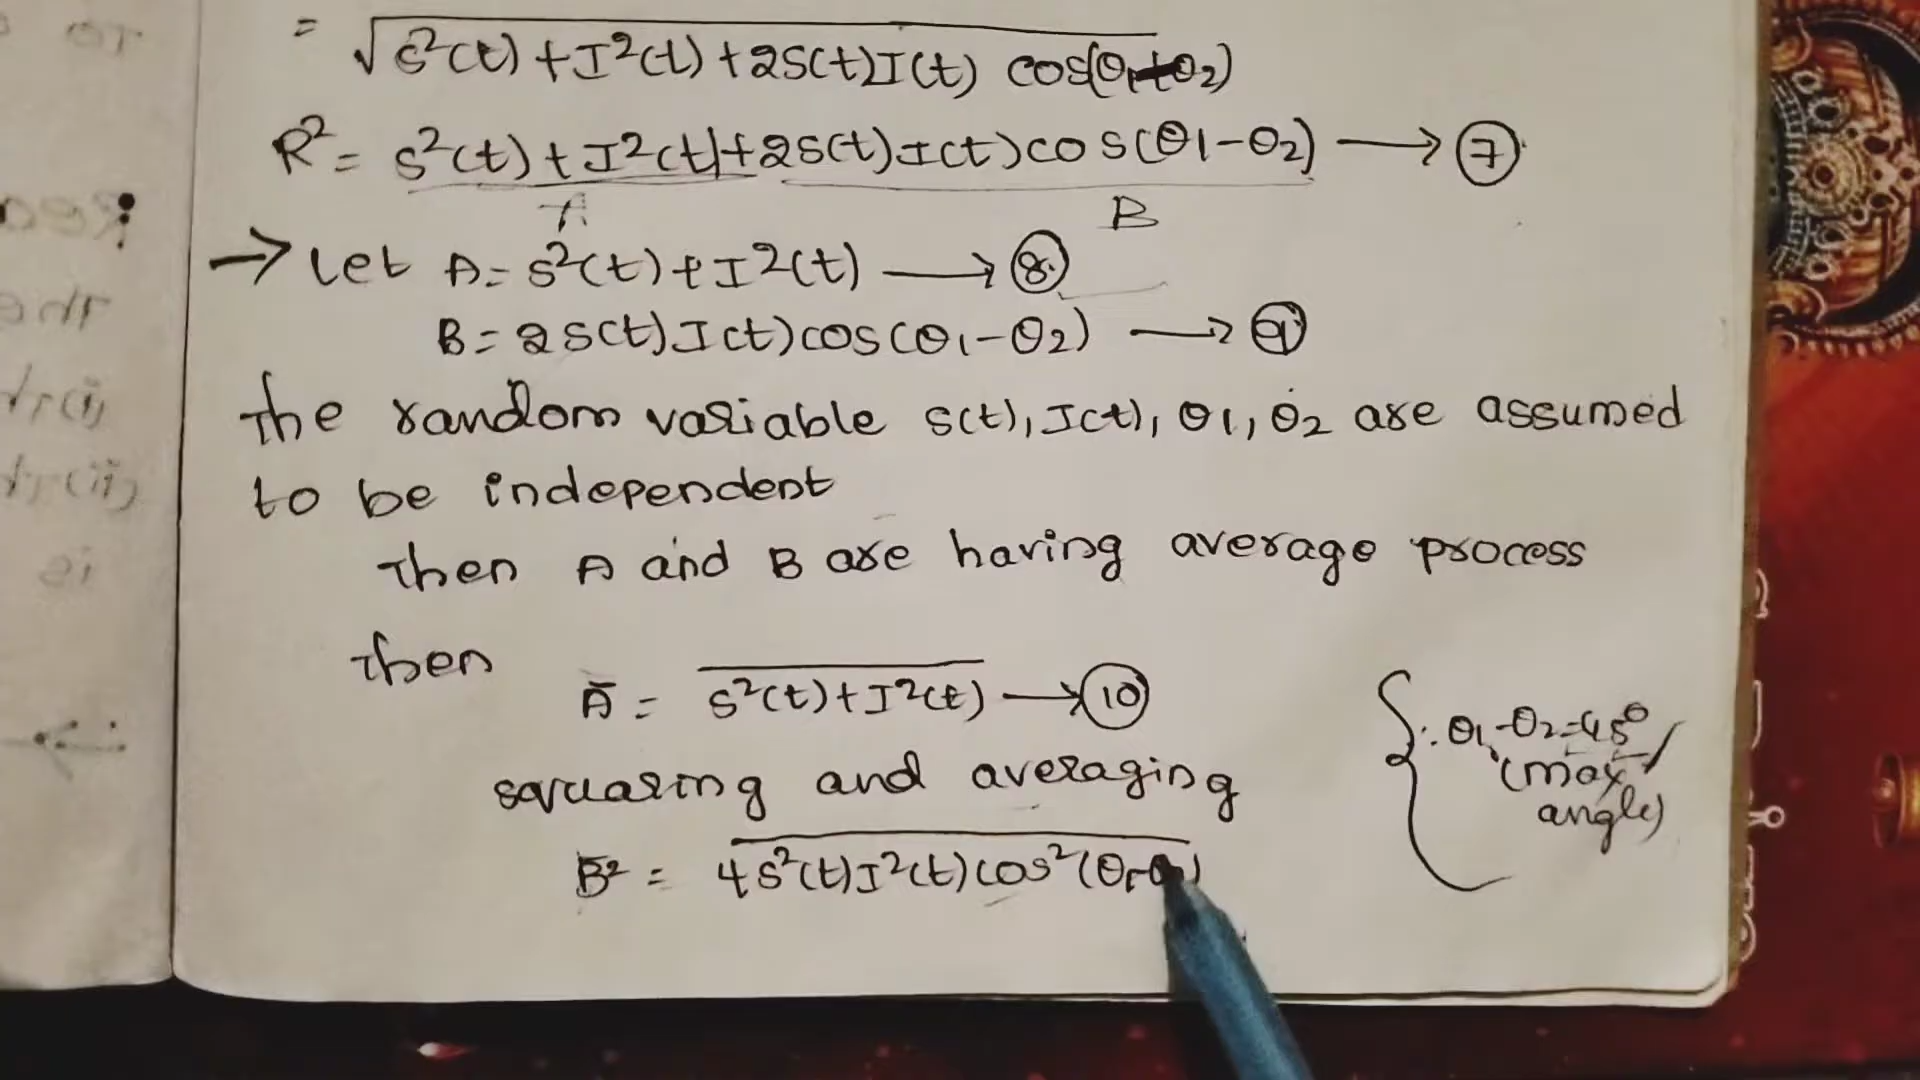 = √s²(t)+I²(t)+2S(t)I(t) cos(θ1-θ2)
R² = s²(t)+I²(t)+2s(t)I(t)cos(θ1-θ2) → 7
A B
→ Let A = s²(t)+I²(t) → 8
B = 2s(t)I(t)cos(θ1-θ2) → 9
The random variable s(t), I(t), θ1, θ2 are assumed
to be independent
Then A and B are having average process
Then
Ā = s²(t)+I²(t) → 10
∵ θ1-θ2=45°
(max
angle)
squaring and averaging
B² = 4s²(t)I²(t)cos²(θ1-θ2)